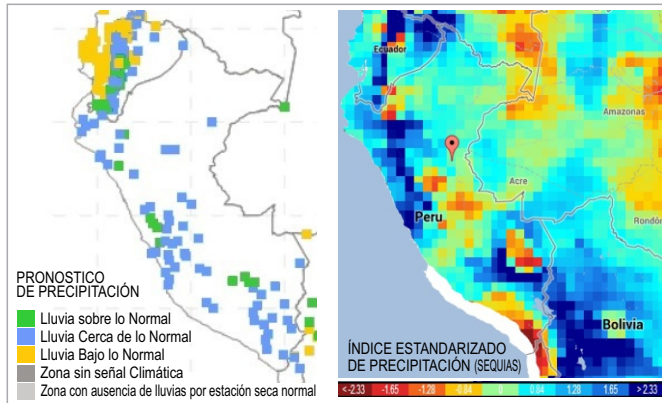 PRONOSTICO
DE PRECIPITACIÓN
Lluvia sobre lo Normal
Lluvia Cerca de lo Normal
Lluvia Bajo lo Normal
Zona sin señal Climática
Zona con ausencia de lluvias por estación seca normal
Ecuador
Amazonas
Acre
Peru
Rondôn
Bolivia
ÍNDICE ESTANDARIZADO
DE PRECIPITACIÓN (SEQUIAS)
<-2.33 -1.65 -1.28 -0.84 0 0.84 1.28 1.65 >2.33